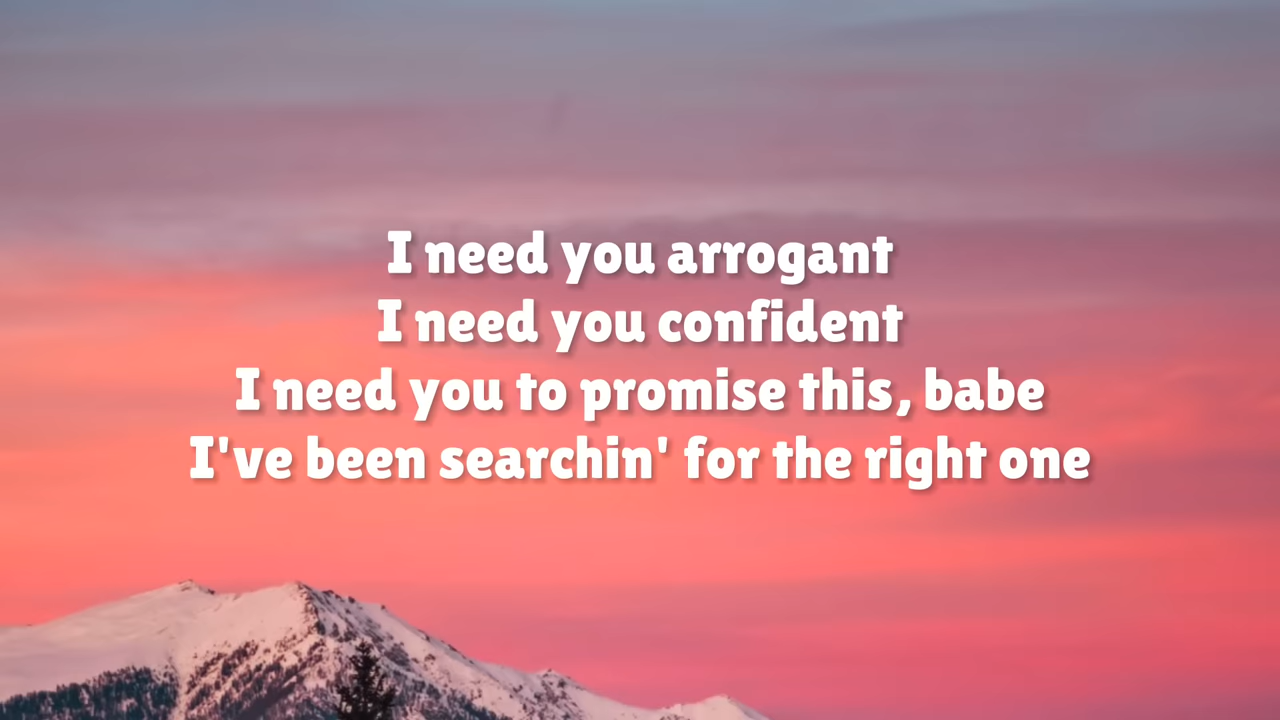 I need you arrogant
I need you confident
I need you to promise this, babe
I've been searchin' for the right one